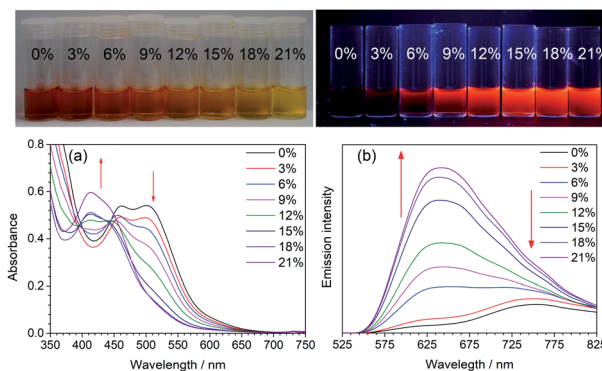 0% 3% 6% 9% 12% 15% 18% 21%
0% 3% 6% 9% 12% 15% 18% 21%
(a)
0%
3%
6%
9%
12%
15%
18%
21%
Absorbance
0.8
0.6
0.4
0.2
0.0
350 400 450 500 550 600 650 700 750
Wavelength / nm
(b)
0%
3%
6%
9%
12%
15%
18%
21%
Emission intensity
525 575 625 675 725 775 825
Wavelegth / nm